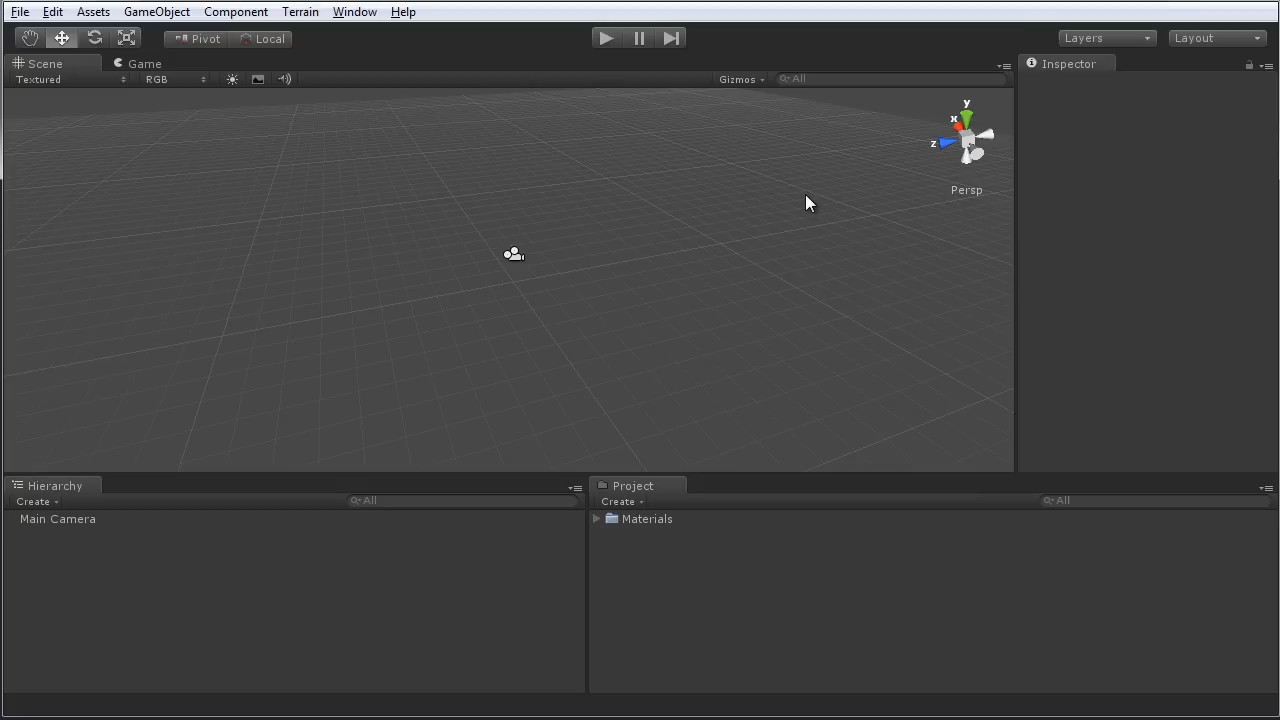 File Edit Assets GameObject Component Terrain Window Help
Pivot Local Layers Layout
Scene Game Inspector
Textured RGB Gizmos All
y
x
z
Persp
Hierarchy Project
Create All Create All
Main Camera Materials